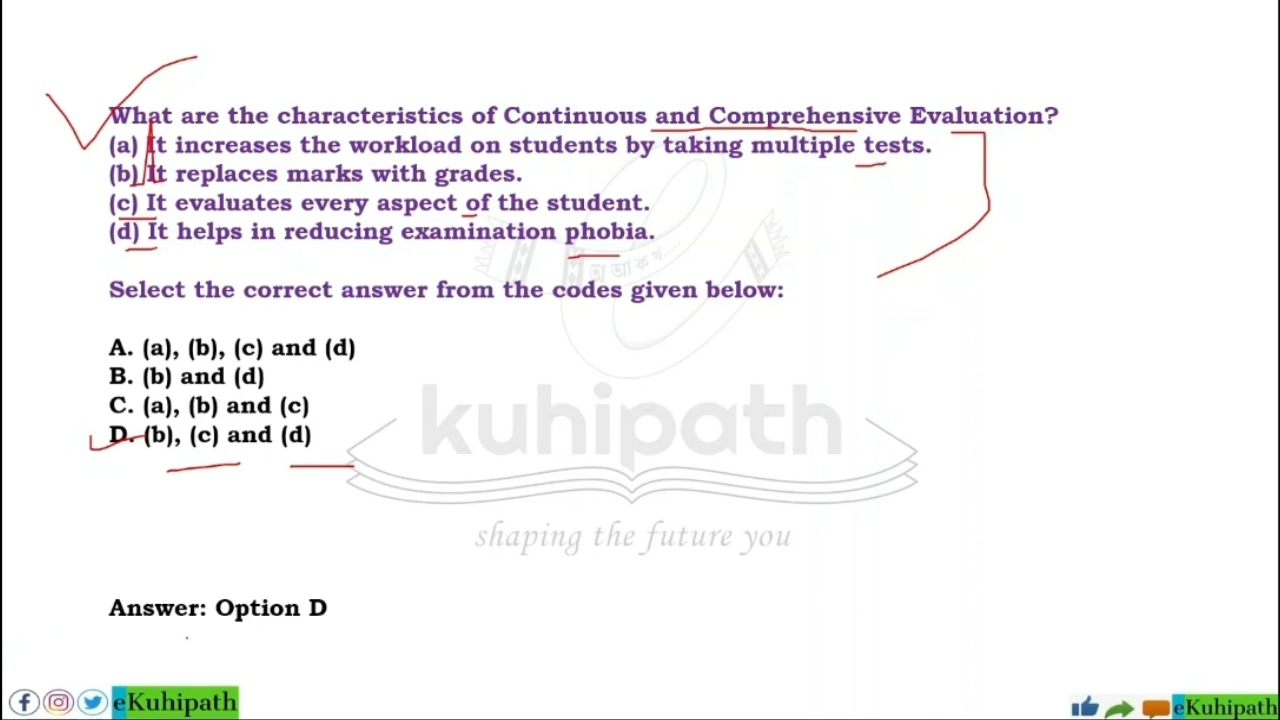 What are the characteristics of Continuous and Comprehensive Evaluation?
(a) It increases the workload on students by taking multiple tests.
(b) It replaces marks with grades.
(c) It evaluates every aspect of the student.
(d) It helps in reducing examination phobia.
Select the correct answer from the codes given below:
A. (a), (b), (c) and (d)
B. (b) and (d)
C. (a), (b) and (c)
D. (b), (c) and (d)
kuhipath
shaping the future you
Answer: Option D
eKuhipath
eKuhipath